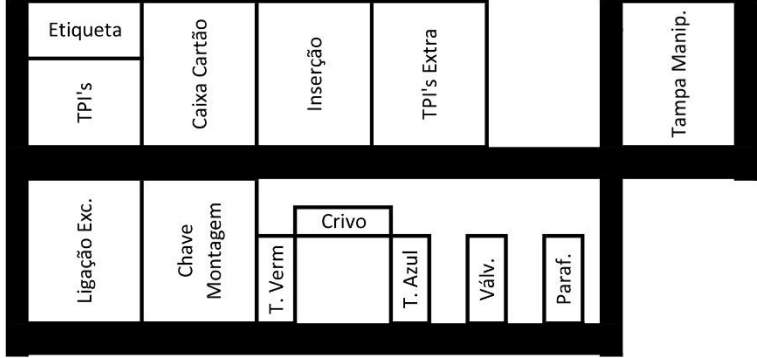 Etiqueta
TPI's
Caixa Cartão
Inserção
TPI's Extra
Tampa Manip.
Ligação Exc.
Chave
Montagem
T. Verm
Crivo
T. Azul
Válv.
Paraf.